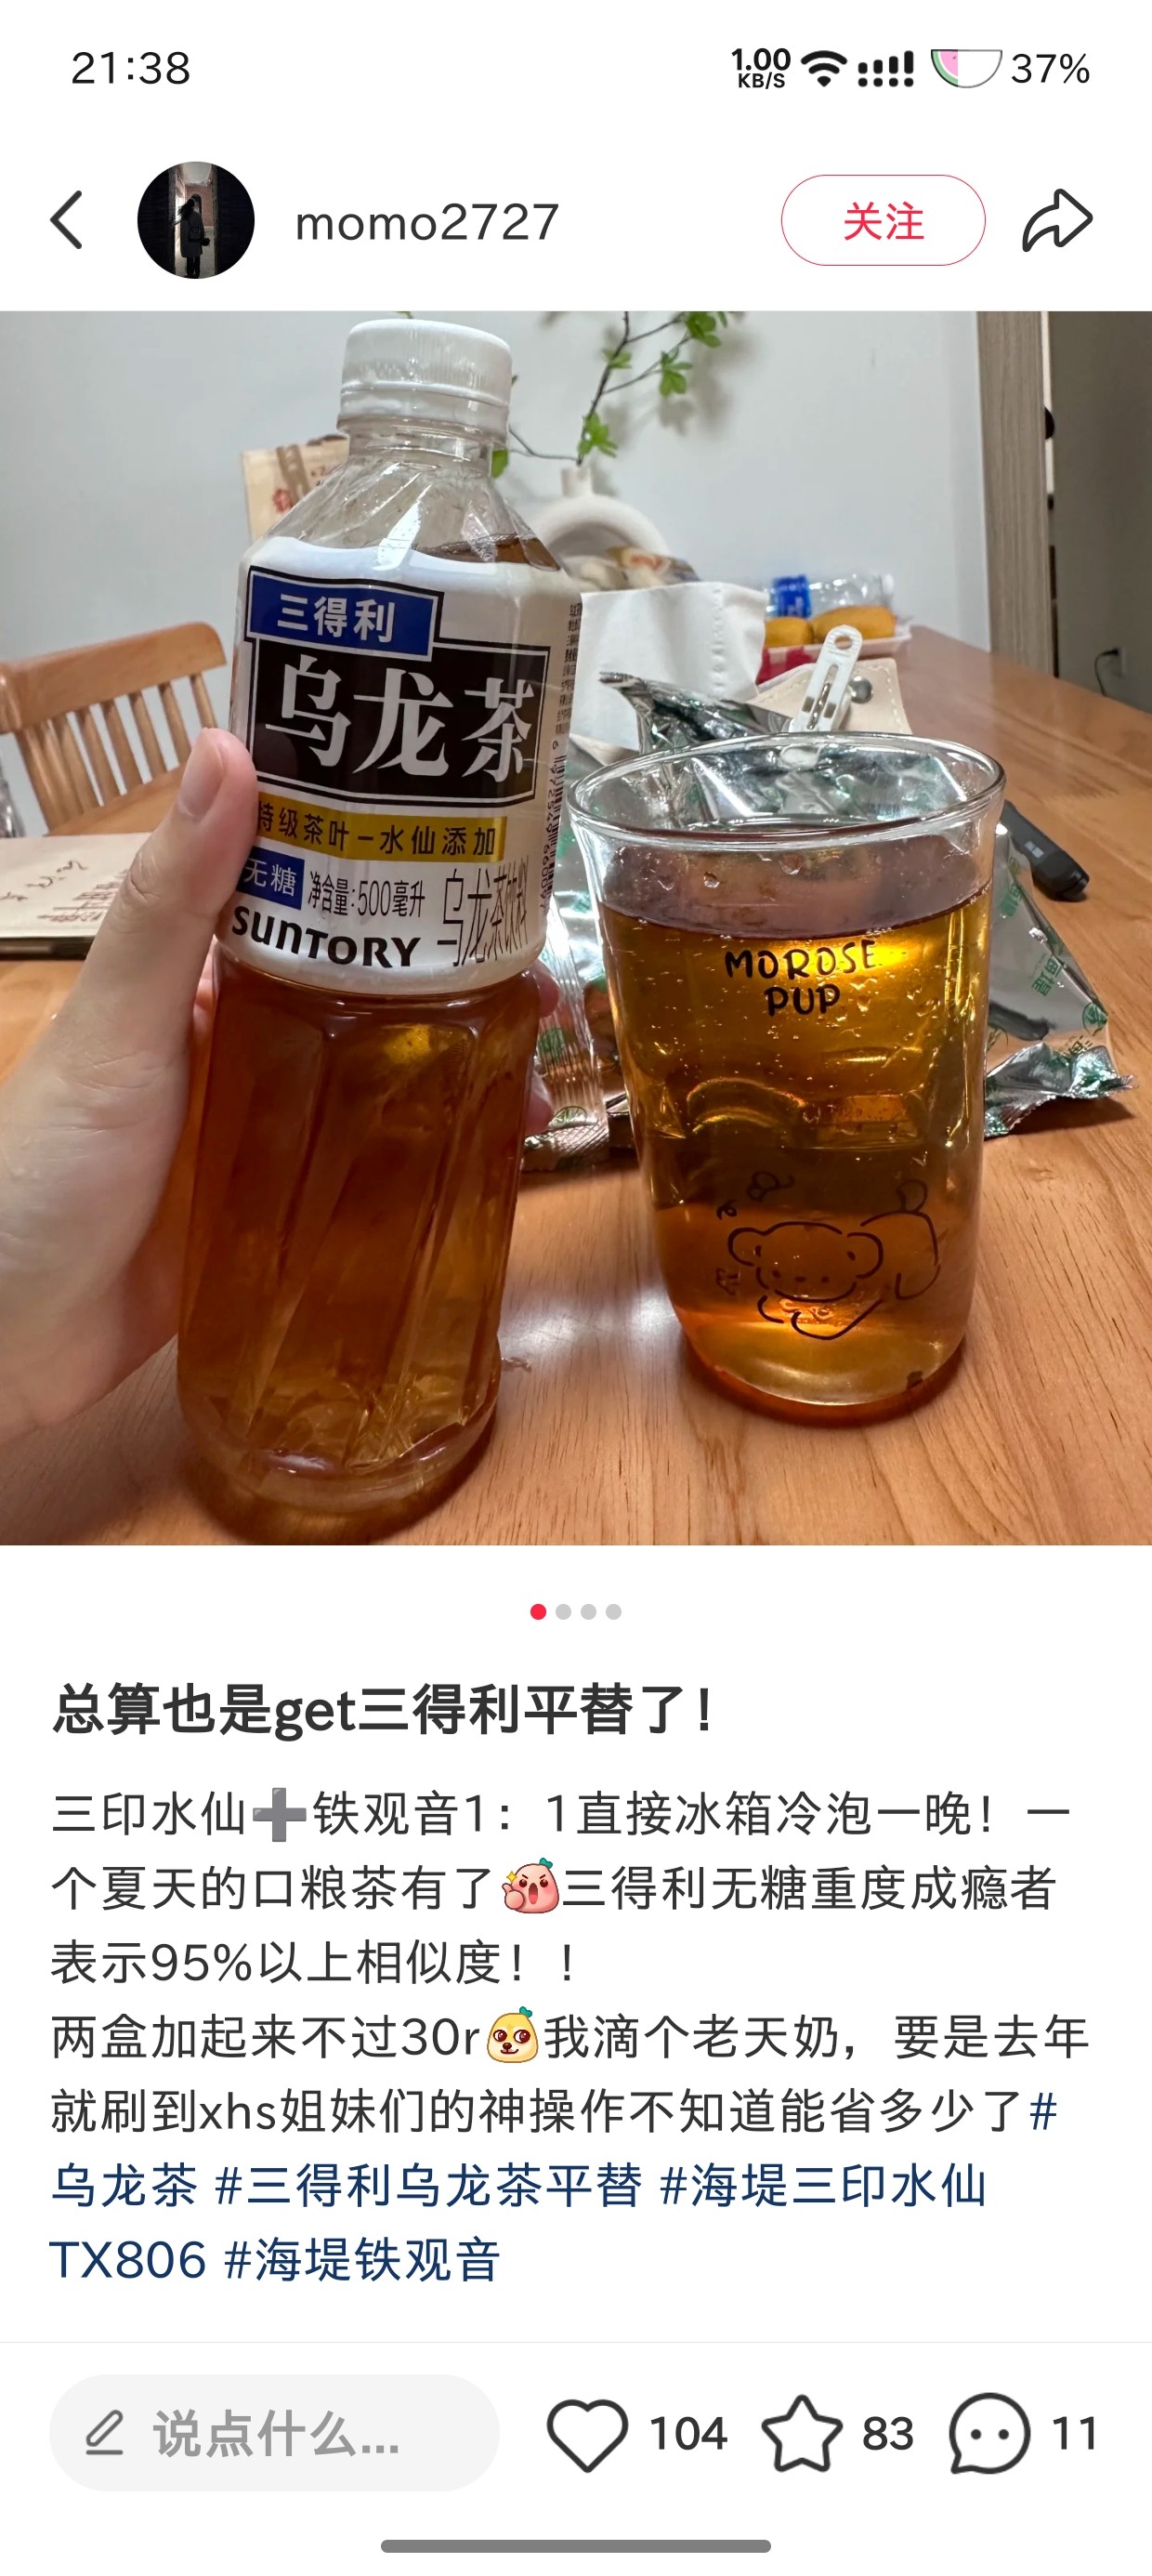 21:38
1.00
KB/S
37%
momo2727
关注
三得利
乌龙茶
特级茶叶-水仙添加
无糖
净含量:500毫升
乌龙茶饮料
SUNTORY
MOROSE
PUP
总算也是get三得利平替了!
三印水仙➕铁观音1:1直接冰箱冷泡一晚!一
个夏天的口粮茶有了三得利无糖重度成瘾者
表示95%以上相似度!!
两盒加起来不过30r我滴个老天奶,要是去年
就刷到xhs姐妹们的神操作不知道能省多少了#
乌龙茶 #三得利乌龙茶平替 #海堤三印水仙
TX806 #海堤铁观音
说点什么...
104
83
11